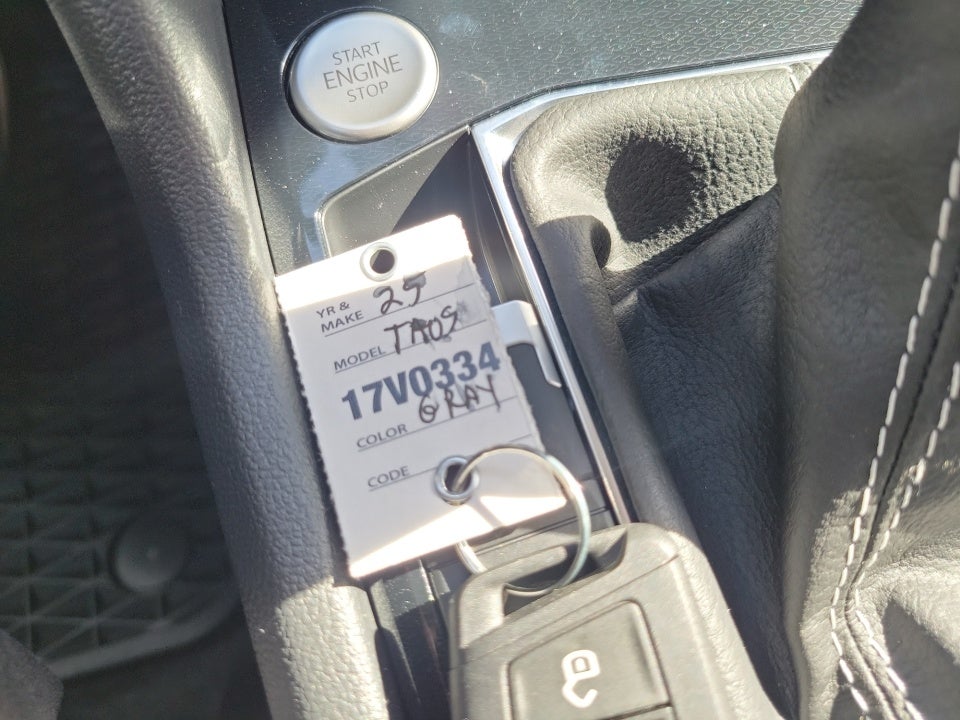 START
ENGINE
STOP
YR &
MAKE 25
MODEL TAOS
17V0334
GRAY
COLOR
CODE